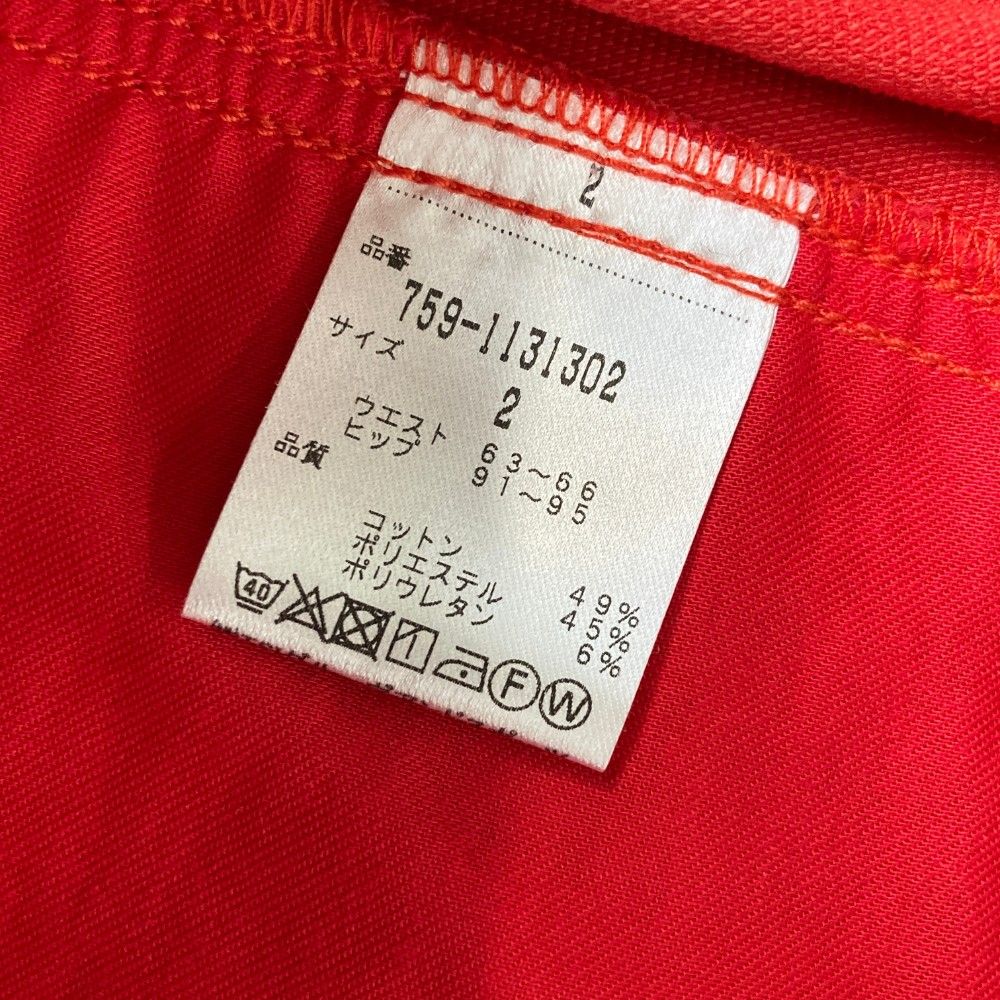 2
品番
759-1131302
サイズ
2
ウエスト 63～66
ヒップ 91～95
品質
コットン 49%
ポリエステル 45%
ポリウレタン 6%
40 F W